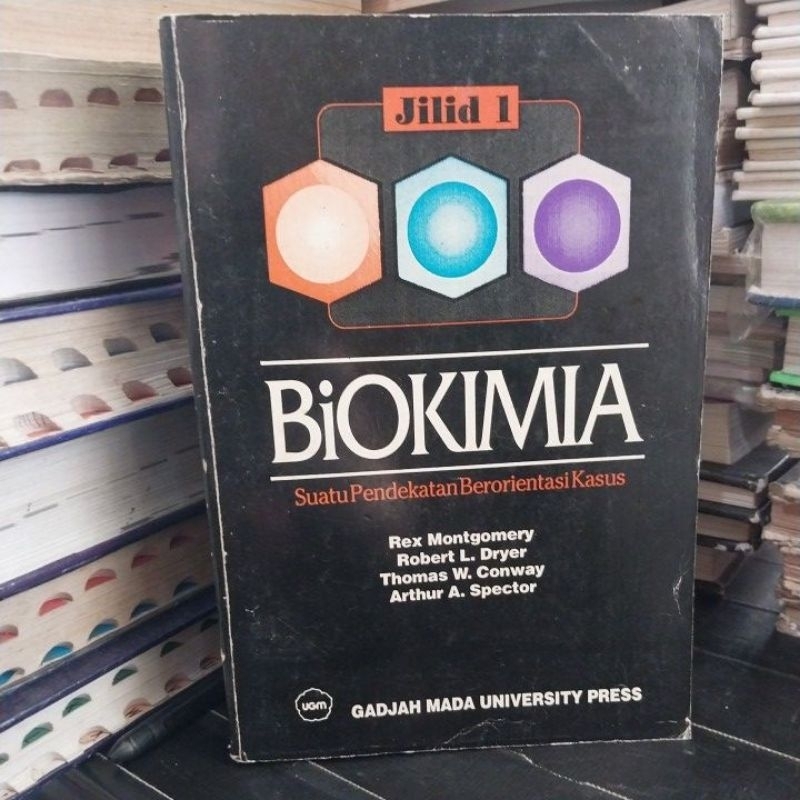 Jilid 1
BiOKIMIA
Suatu Pendekatan Berorientasi Kasus
Rex Montgomery
Robert L. Dryer
Thomas W. Conway
Arthur A. Spector
UGM GADJAH MADA UNIVERSITY PRESS